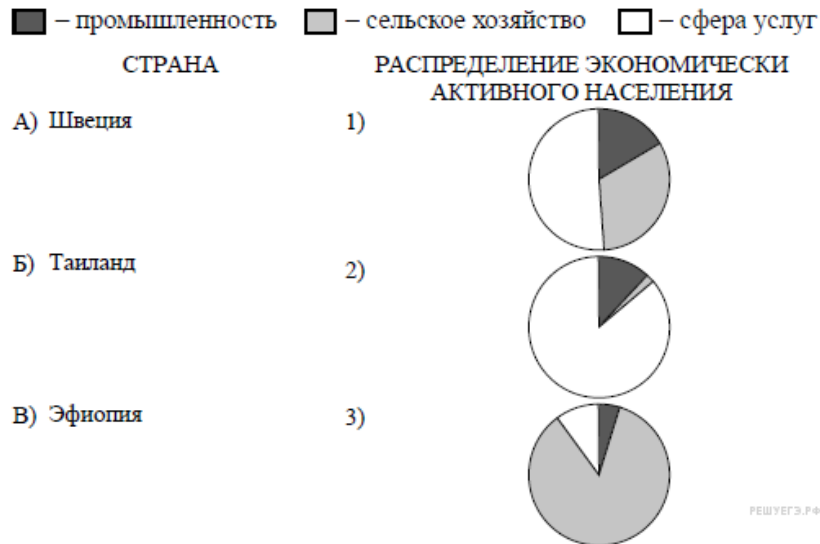 – промышленность – сельское хозяйство – сфера услуг
СТРАНА РАСПРЕДЕЛЕНИЕ ЭКОНОМИЧЕСКИ
АКТИВНОГО НАСЕЛЕНИЯ
А) Швеция 1)
Б) Таиланд 2)
В) Эфиопия 3)
РЕШУЕГЭ.РФ